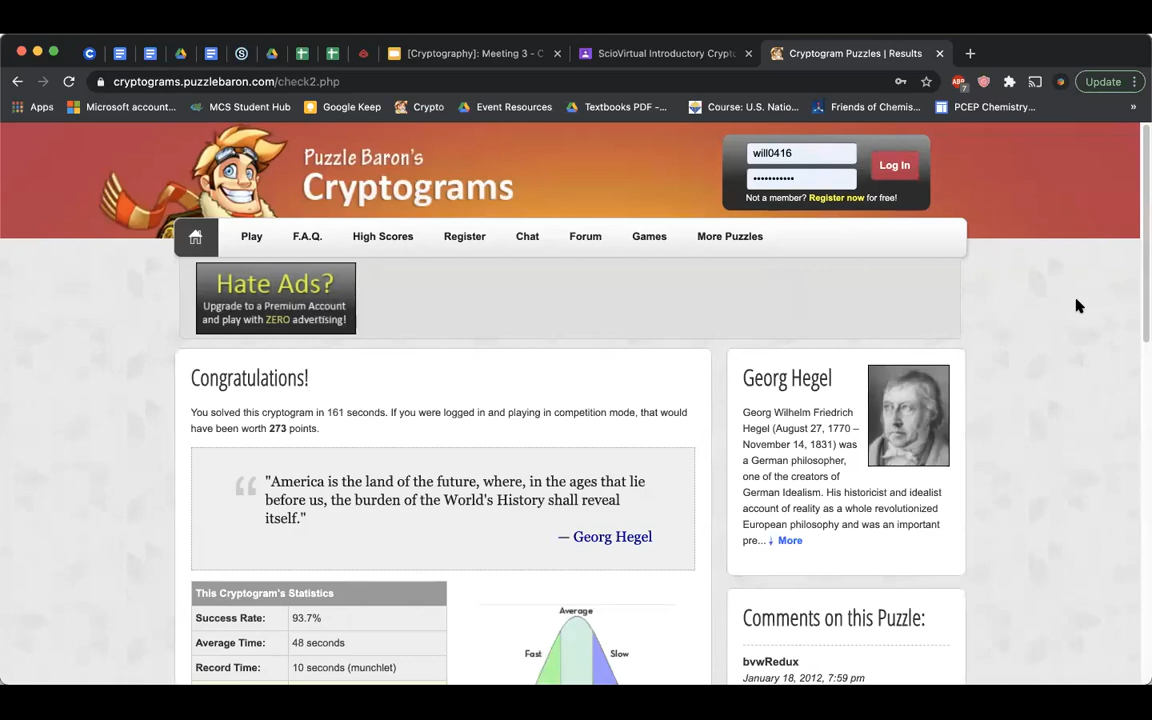 [Cryptography]: Meeting 3 - C
ScioVirtual Introductory Crypto
Cryptogram Puzzles | Results
cryptograms.puzzlebaron.com/check2.php
7
Update
Apps
Microsoft account...
MCS Student Hub
Google Keep
Crypto
Event Resources
Textbooks PDF -...
Course: U.S. Natio...
Friends of Chemis...
PCEP Chemistry...
»
Puzzle Baron's
Cryptograms
will0416
•••••••••••
Log In
Not a member? Register now for free!
Play
F.A.Q.
High Scores
Register
Chat
Forum
Games
More Puzzles
Hate Ads?
Upgrade to a Premium Account
and play with ZERO advertising!
Congratulations!
You solved this cryptogram in 161 seconds. If you were logged in and playing in competition mode, that would
have been worth 273 points.
"America is the land of the future, where, in the ages that lie
before us, the burden of the World's History shall reveal
itself."
— Georg Hegel
This Cryptogram's Statistics
Success Rate: 93.7%
Average Time: 48 seconds
Record Time: 10 seconds (munchlet)
Average
Fast
Slow
Georg Hegel
Georg Wilhelm Friedrich
Hegel (August 27, 1770 –
November 14, 1831) was
a German philosopher,
one of the creators of
German Idealism. His historicist and idealist
account of reality as a whole revolutionized
European philosophy and was an important
pre...↓ More
Comments on this Puzzle:
bvwRedux
January 18, 2012, 7:59 pm